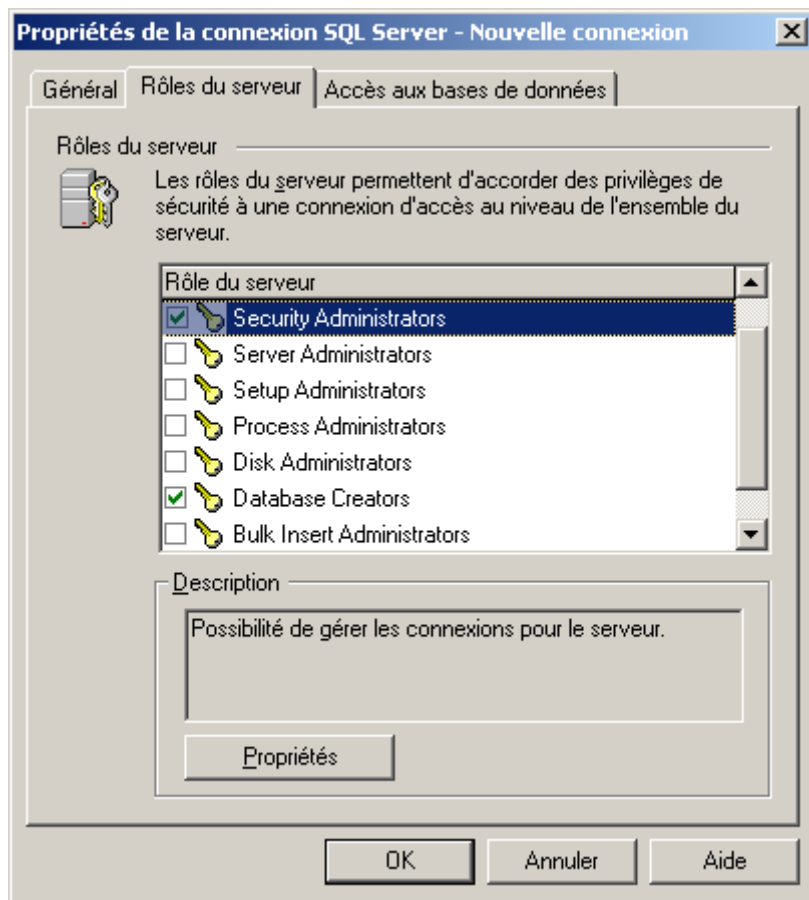 Propriétés de la connexion SQL Server - Nouvelle connexion
Général
Rôles du serveur
Accès aux bases de données
Rôles du serveur
Les rôles du serveur permettent d'accorder des privilèges de
sécurité à une connexion d'accès au niveau de l'ensemble du
serveur.
Rôle du serveur
Security Administrators
Server Administrators
Setup Administrators
Process Administrators
Disk Administrators
Database Creators
Bulk Insert Administrators
Description
Possibilité de gérer les connexions pour le serveur.
Propriétés
OK
Annuler
Aide